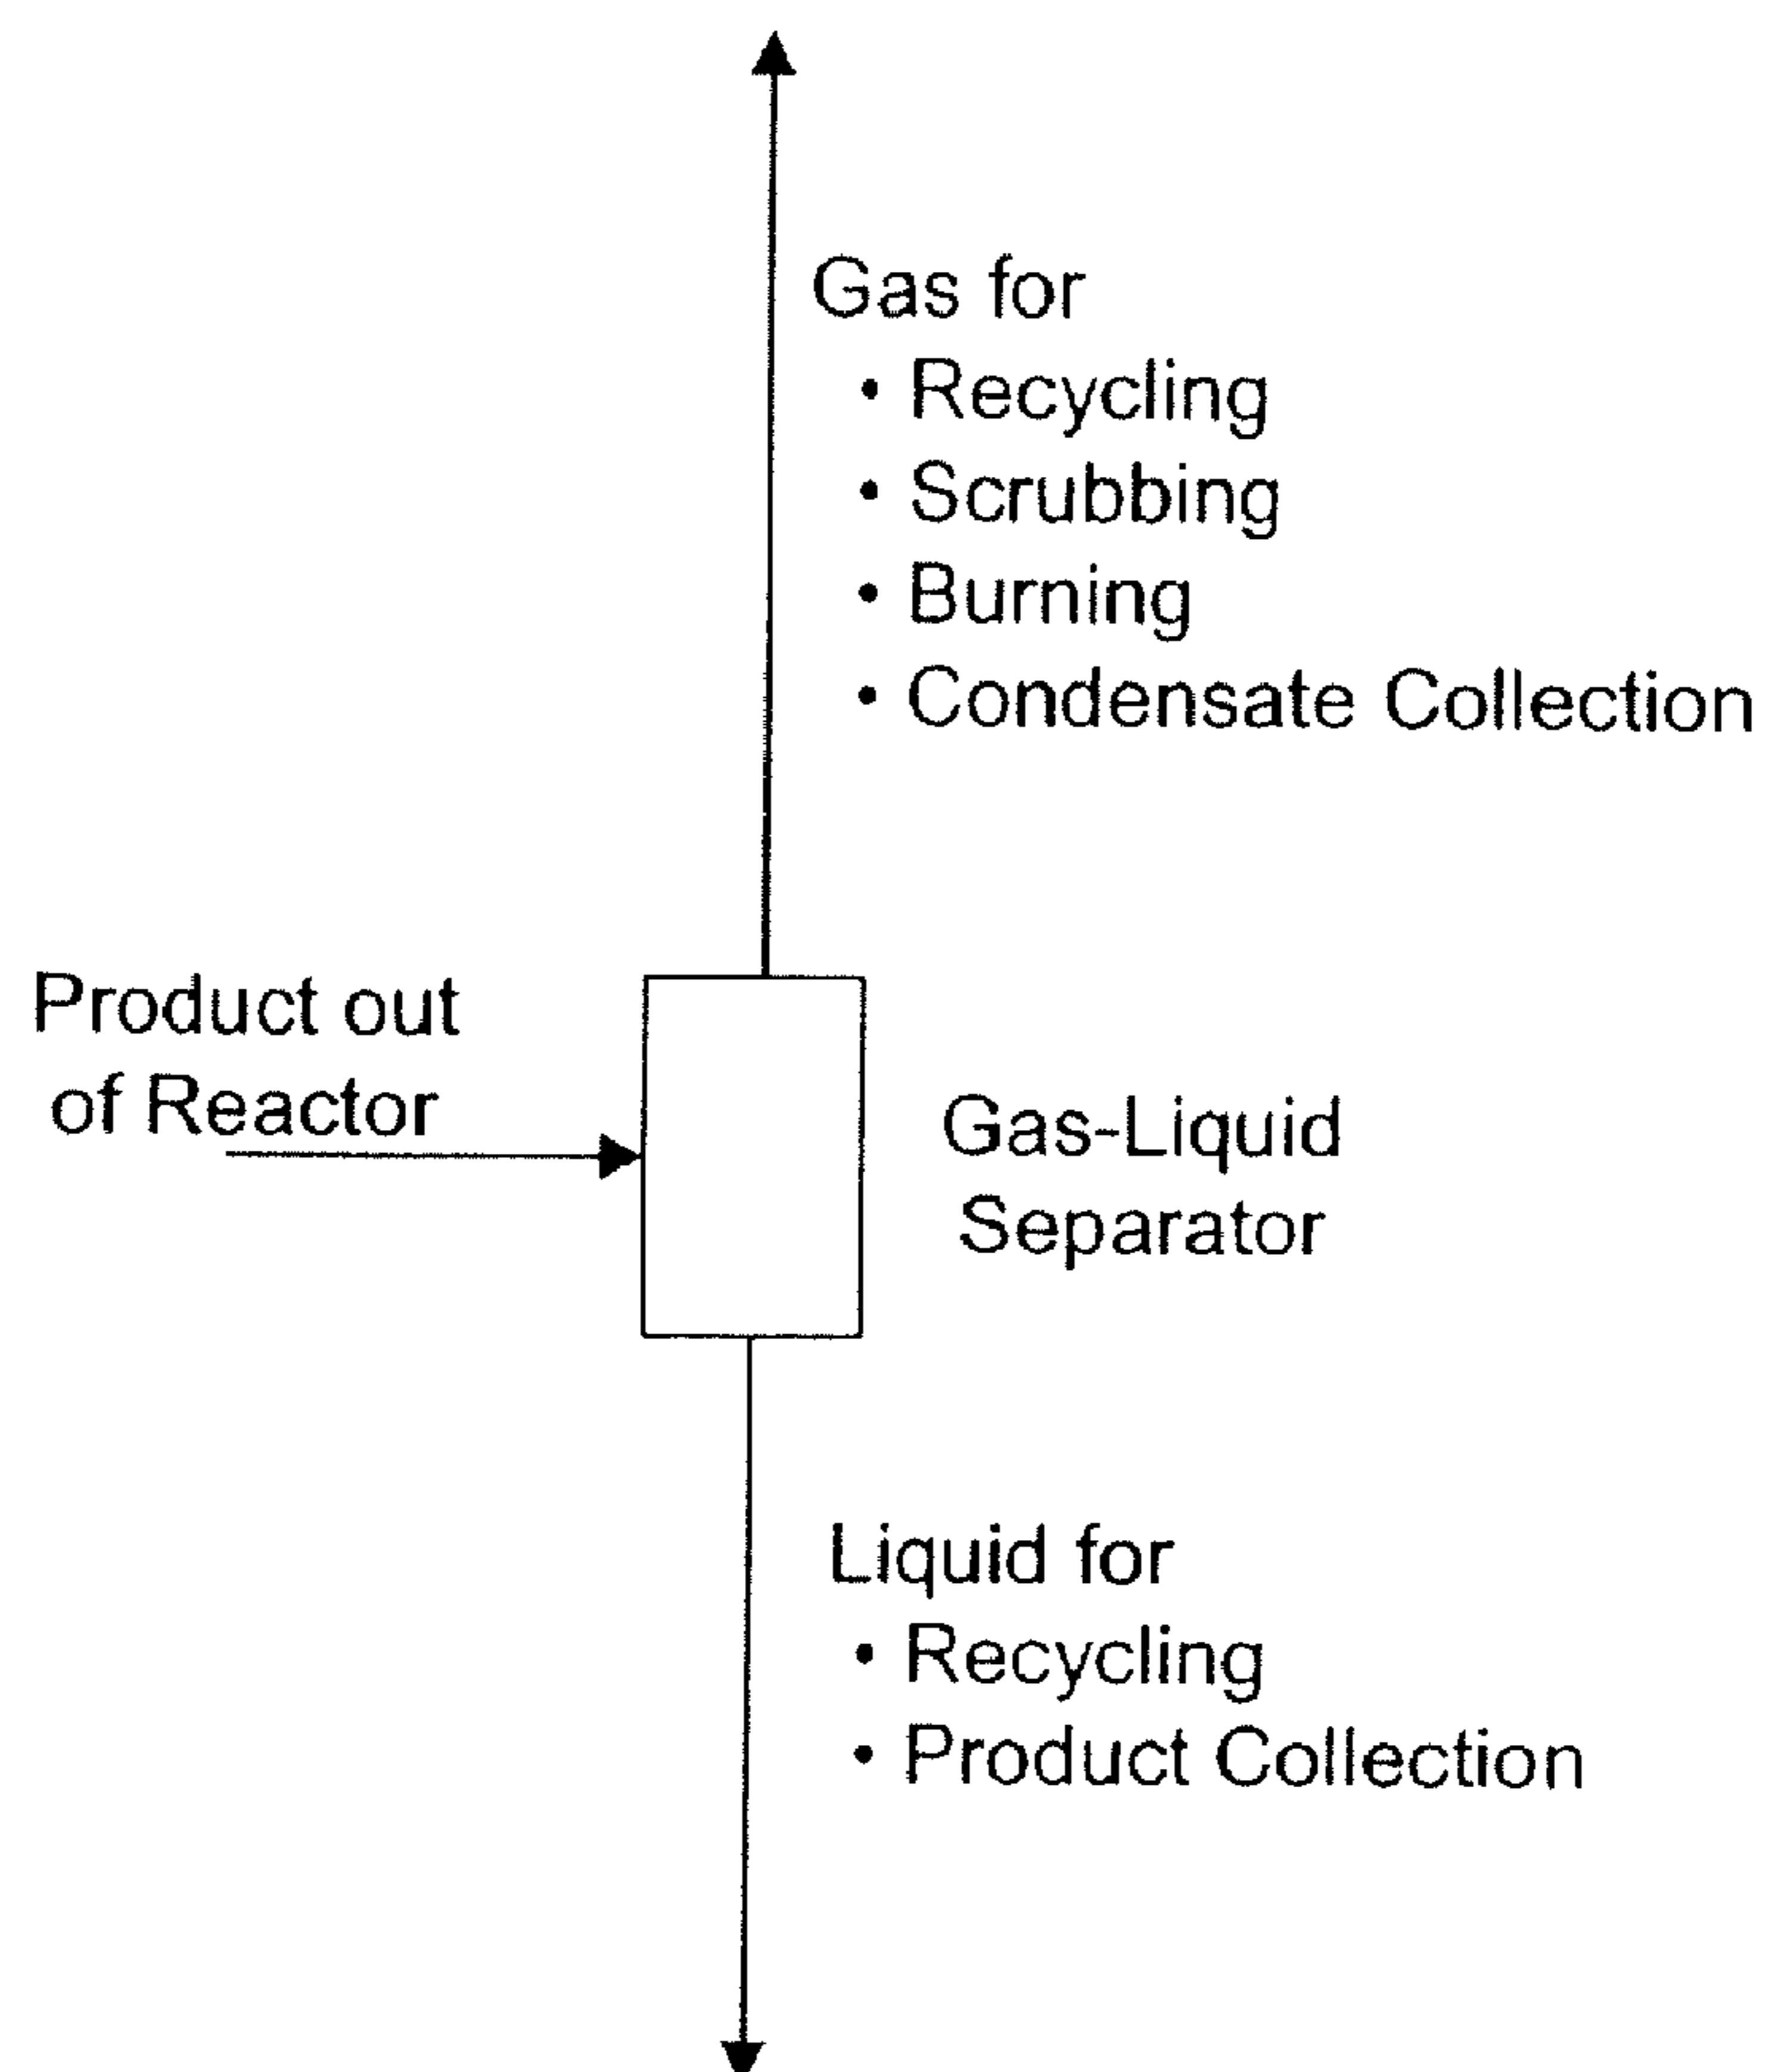 Gas for
• Recycling
• Scrubbing
• Burning
• Condensate Collection
Product out
of Reactor
Gas-Liquid
Separator
Liquid for
• Recycling
• Product Collection